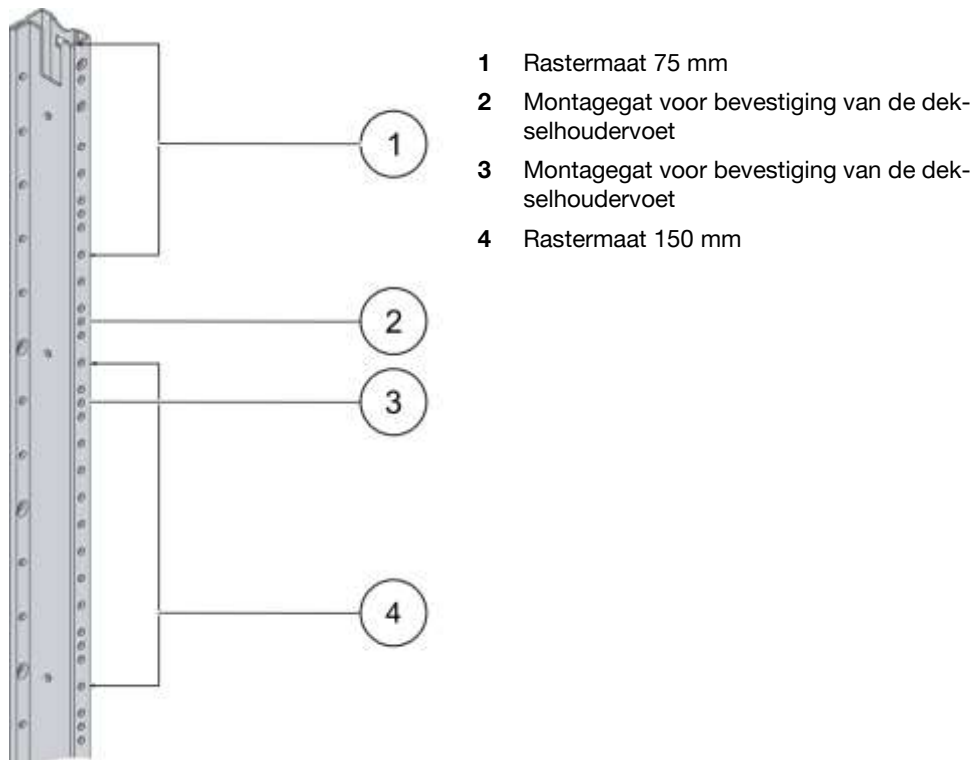 1 Rastermaat 75 mm
2 Montagegat voor bevestiging van de dek-
selhoudervoet
3 Montagegat voor bevestiging van de dek-
selhoudervoet
4 Rastermaat 150 mm
1
2
3
4